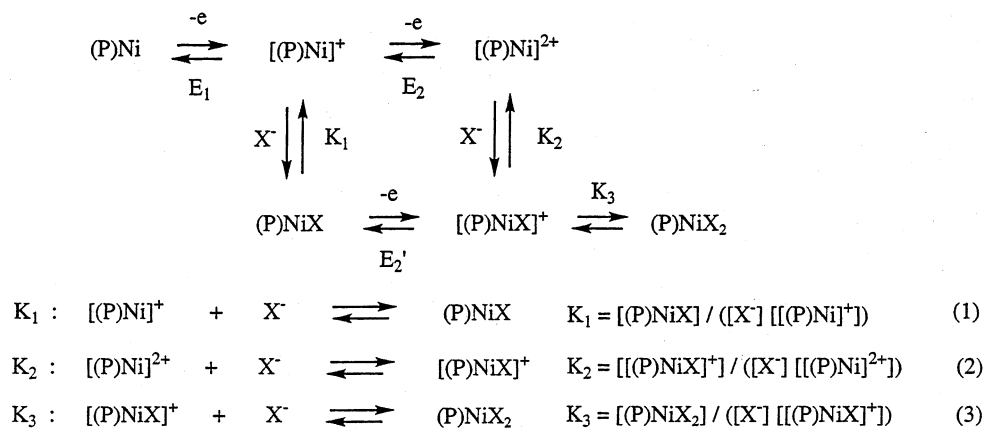 -e -e
(P)Ni [(P)Ni]⁺ [(P)Ni]²⁺
E₁ E₂
X⁻ K₁ X⁻ K₂
-e K₃
(P)NiX [(P)NiX]⁺ (P)NiX₂
E₂'
K₁ : [(P)Ni]⁺ + X⁻ (P)NiX K₁ = [(P)NiX] / ([X⁻] [[(P)Ni]⁺]) (1)
K₂ : [(P)Ni]²⁺ + X⁻ [(P)NiX]⁺ K₂ = [[(P)NiX]⁺] / ([X⁻] [[(P)Ni]²⁺]) (2)
K₃ : [(P)NiX]⁺ + X⁻ (P)NiX₂ K₃ = [(P)NiX₂] / ([X⁻] [[(P)NiX]⁺]) (3)